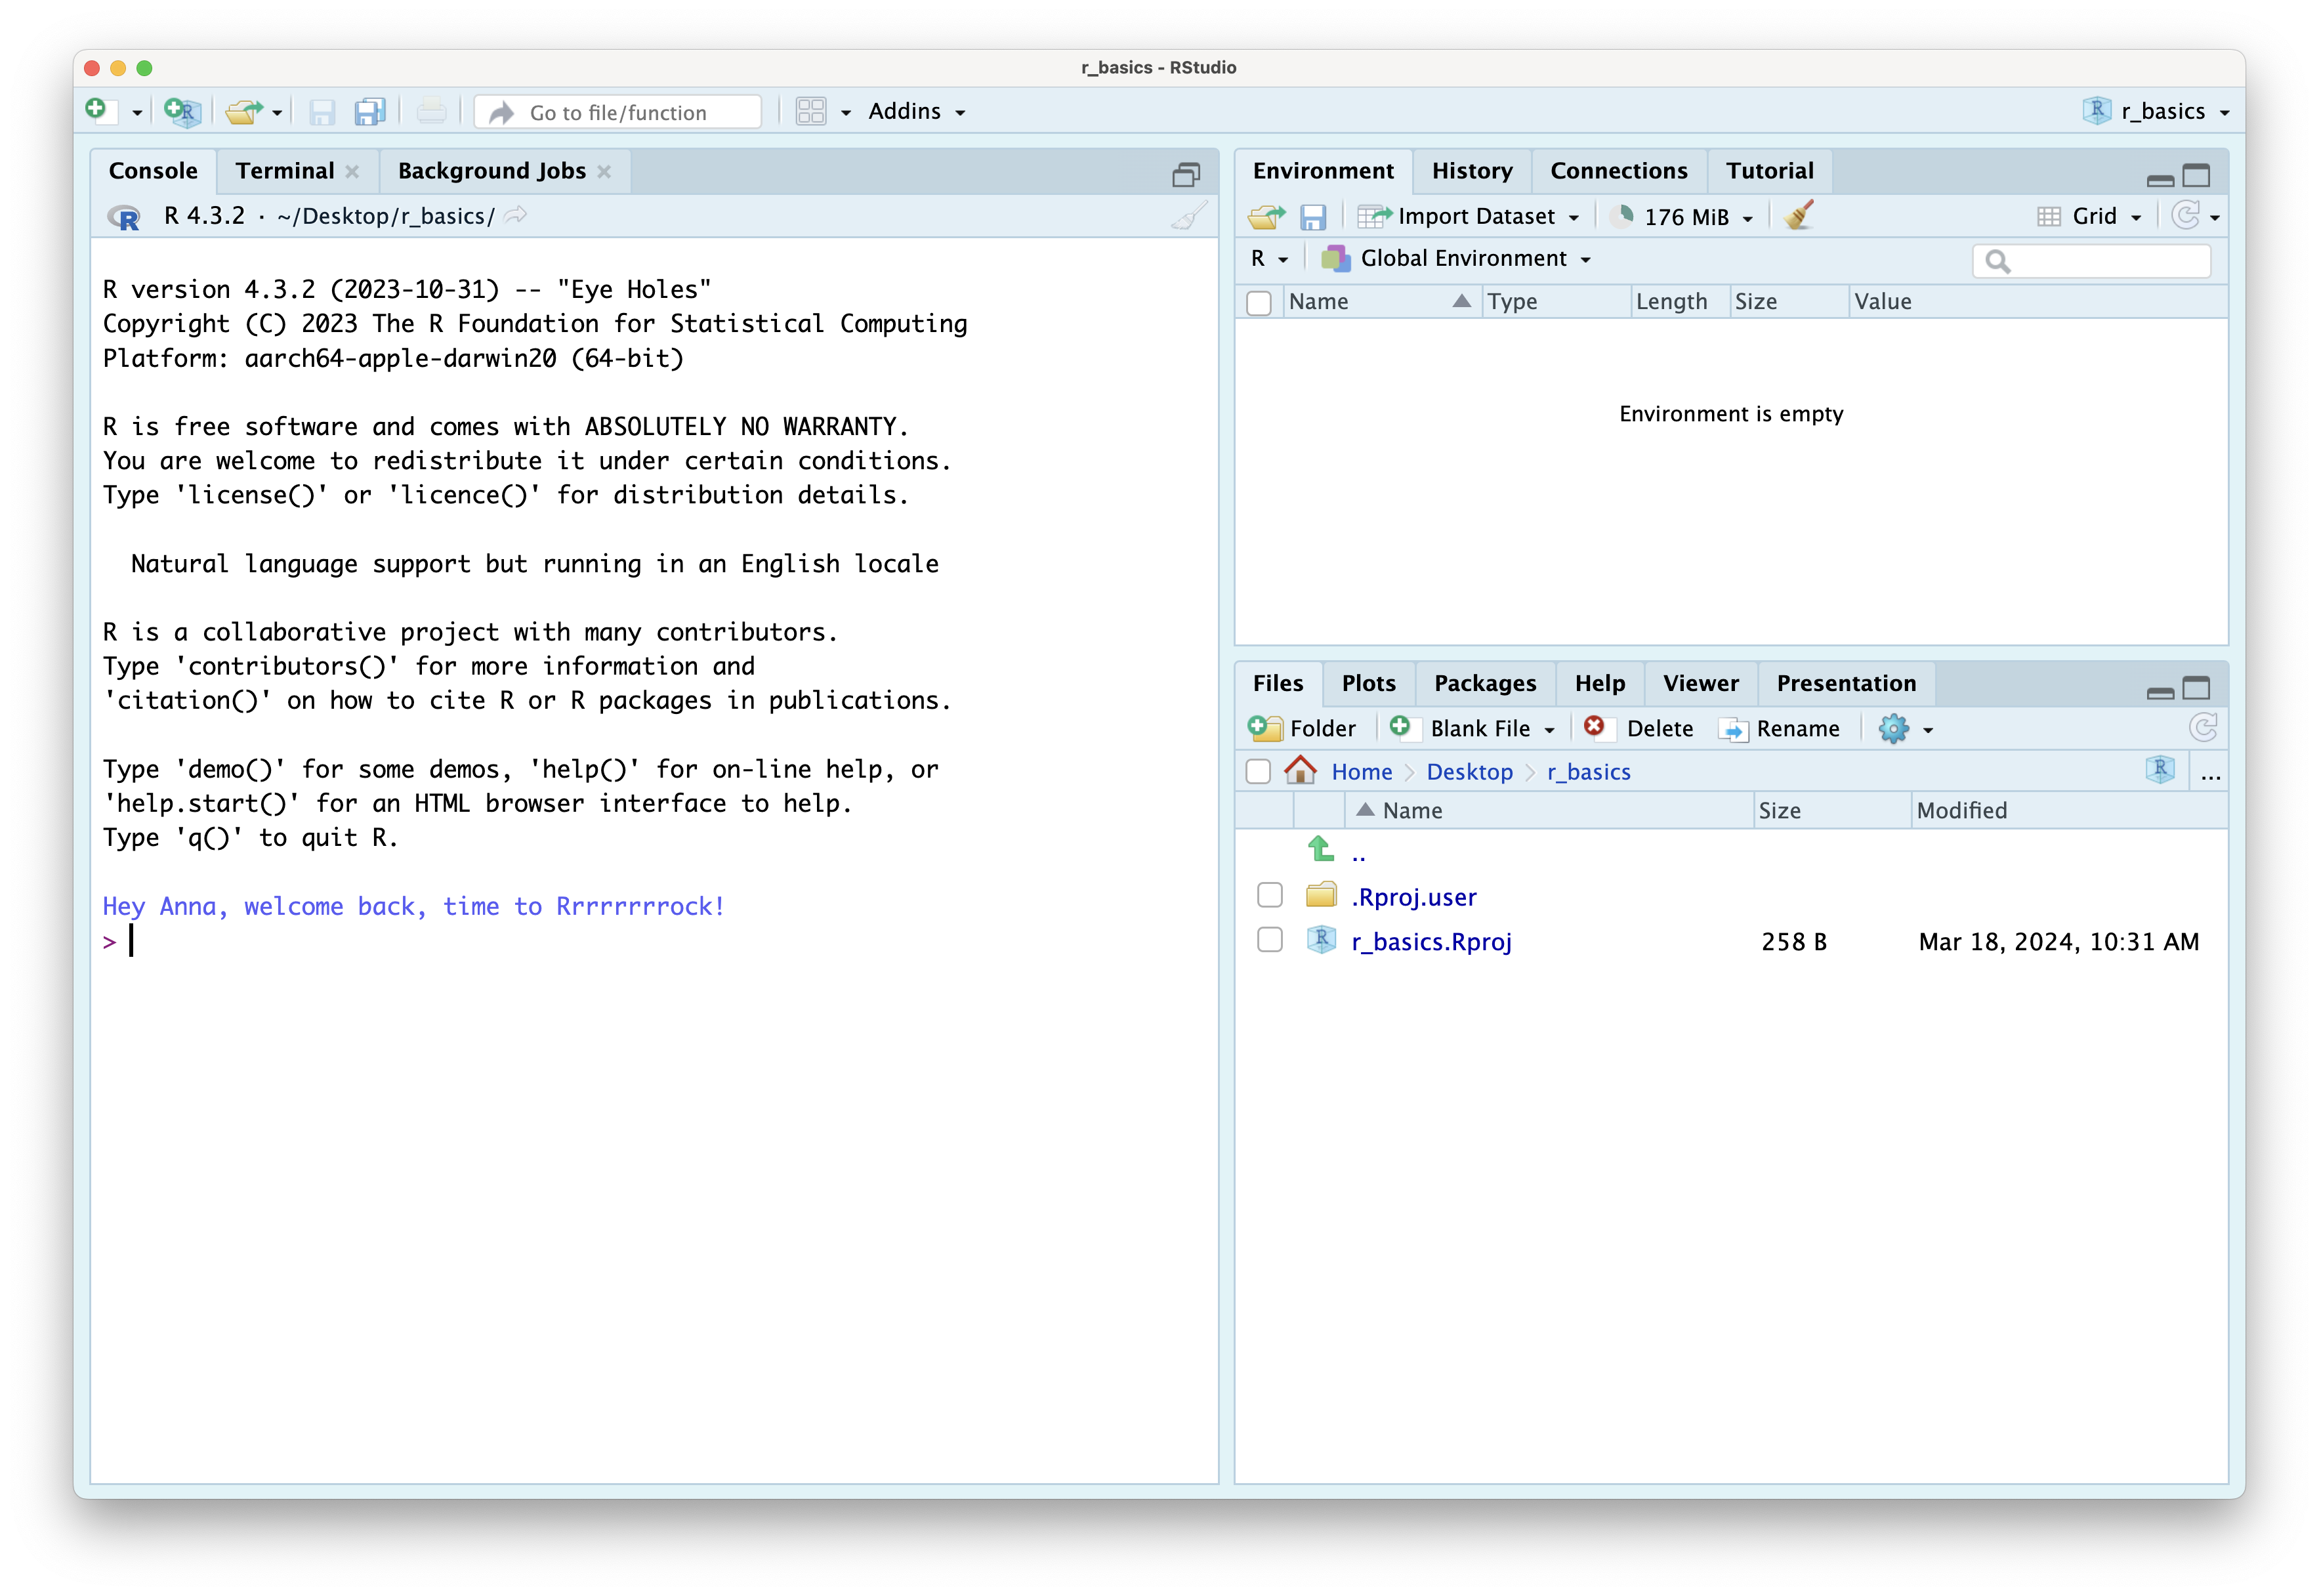 r_basics - RStudio
Go to file/function
Addins
r_basics
Console Terminal Background Jobs
R 4.3.2 · ~/Desktop/r_basics/
R version 4.3.2 (2023-10-31) -- "Eye Holes"
Copyright (C) 2023 The R Foundation for Statistical Computing
Platform: aarch64-apple-darwin20 (64-bit)
R is free software and comes with ABSOLUTELY NO WARRANTY.
You are welcome to redistribute it under certain conditions.
Type 'license()' or 'licence()' for distribution details.
Natural language support but running in an English locale
R is a collaborative project with many contributors.
Type 'contributors()' for more information and
'citation()' on how to cite R or R packages in publications.
Type 'demo()' for some demos, 'help()' for on-line help, or
'help.start()' for an HTML browser interface to help.
Type 'q()' to quit R.
Hey Anna, welcome back, time to Rrrrrrrrock!
>
Environment History Connections Tutorial
Import Dataset 176 MiB Grid
R Global Environment
Name Type Length Size Value
Environment is empty
Files Plots Packages Help Viewer Presentation
Folder Blank File Delete Rename
Home Desktop r_basics ...
Name Size Modified
..
.Rproj.user
r_basics.Rproj 258 B Mar 18, 2024, 10:31 AM